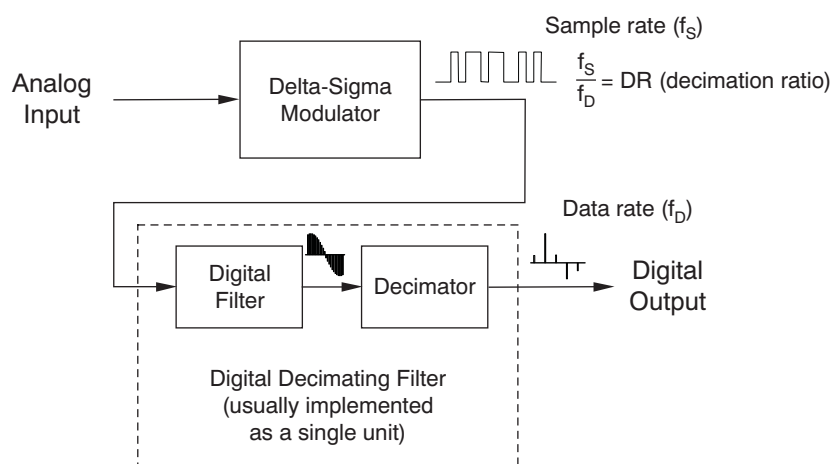 Sample rate (fS)
Analog
Input
Delta-Sigma
Modulator
fS
fD
= DR (decimation ratio)
Data rate (fD)
Digital
Filter
Decimator
Digital
Output
Digital Decimating Filter
(usually implemented
as a single unit)